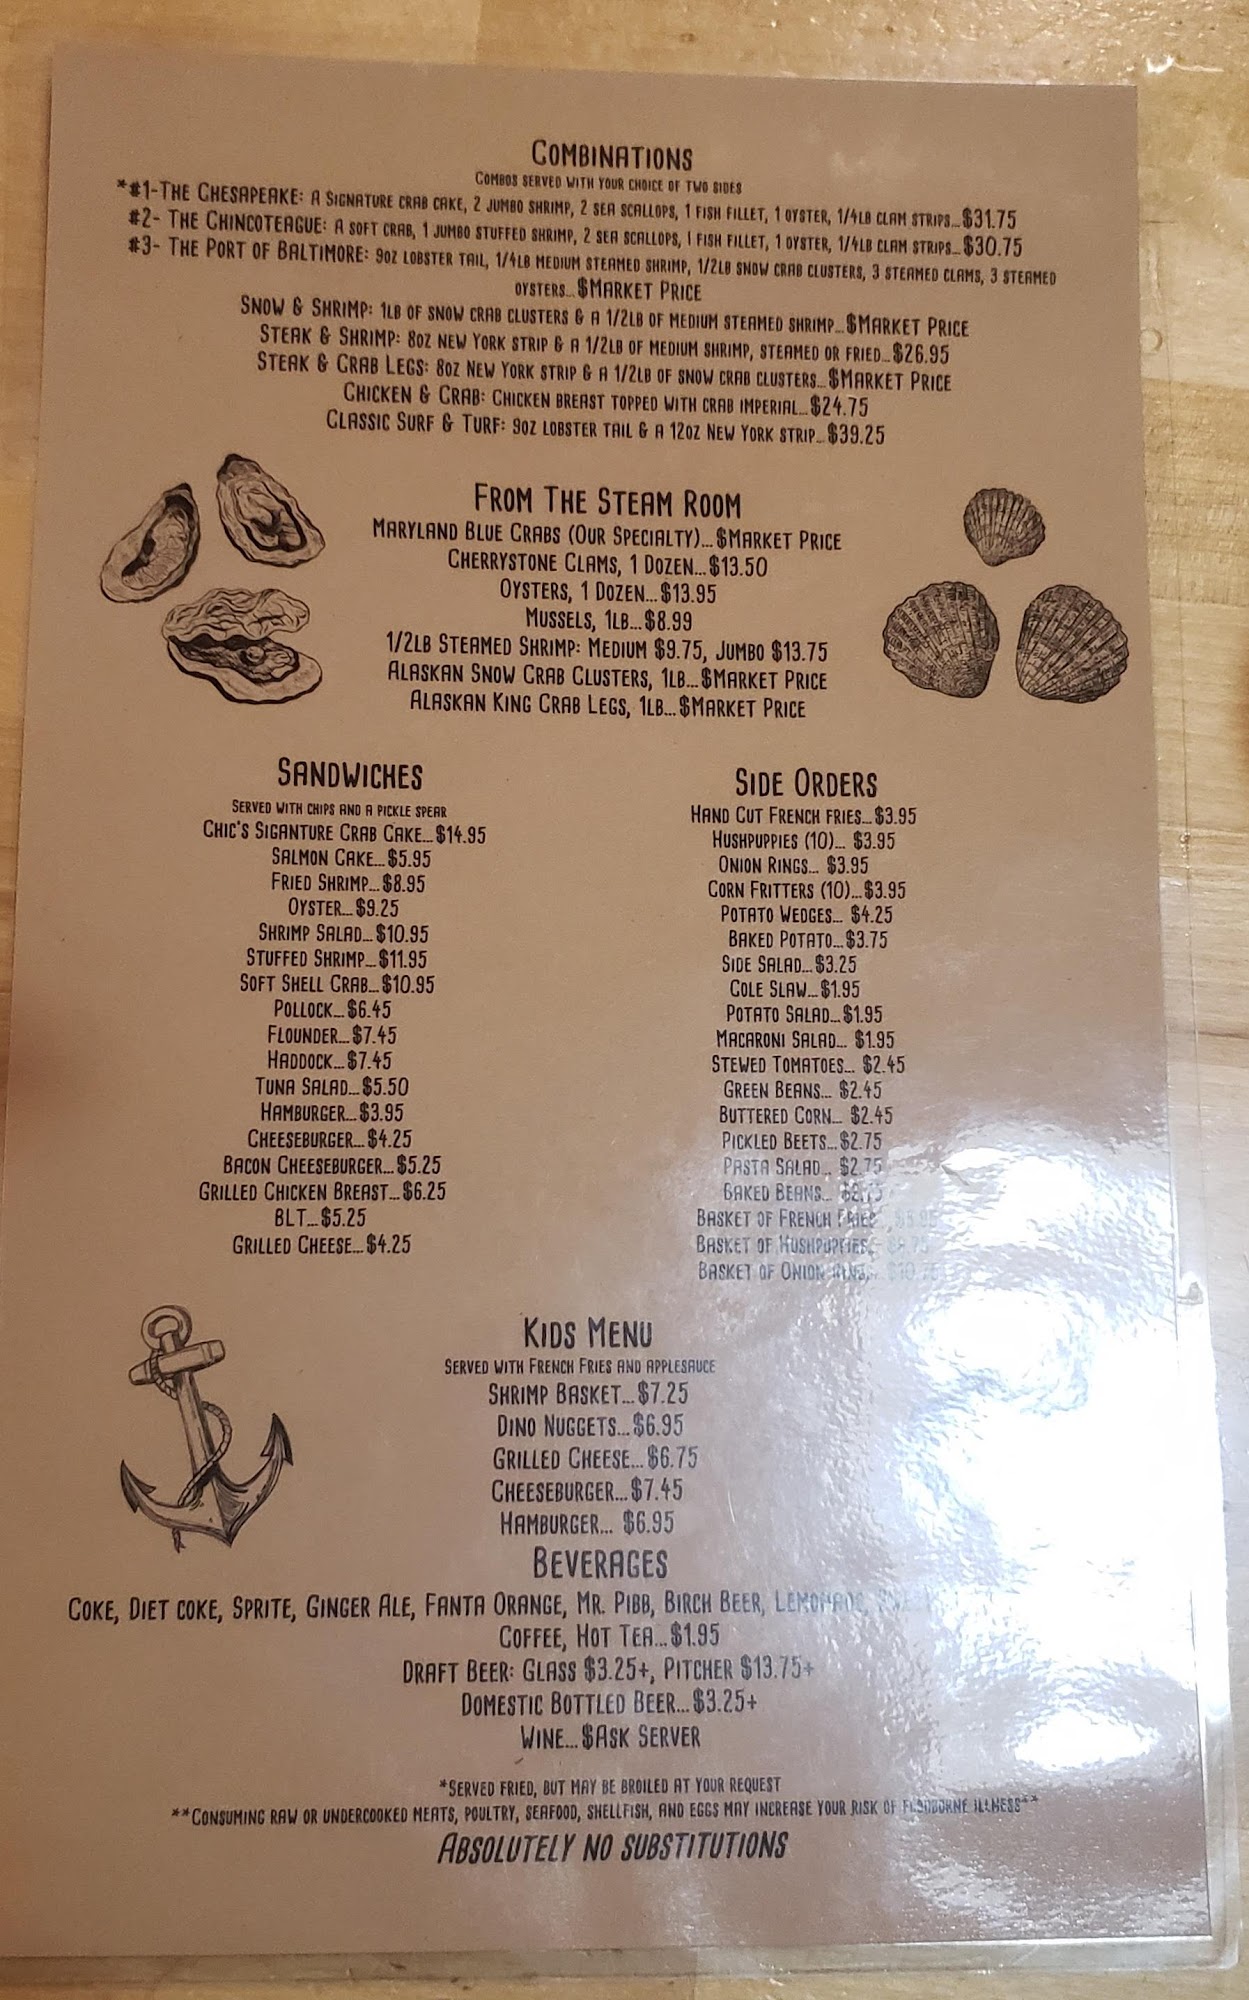 Combinations
Combos served with your choice of two sides
*#1-The Chesapeake: A Signature crab cake, 2 jumbo shrimp, 2 sea scallops, 1 fish fillet, 1 oyster, 1/4lb clam strips...$31.75
#2- The Chincoteague: A soft crab, 1 jumbo stuffed shrimp, 2 sea scallops, 1 fish fillet, 1 oyster, 1/4lb clam strips...$30.75
#3- The Port of Baltimore: 9oz lobster tail, 1/4lb medium steamed shrimp, 1/2lb snow crab clusters, 3 steamed clams, 3 steamed
oysters...$Market Price
Snow & Shrimp: 1lb of snow crab clusters & a 1/2lb of medium steamed shrimp...$Market Price
Steak & Shrimp: 8oz New York strip & a 1/2lb of medium shrimp, steamed or fried...$26.95
Steak & Crab Legs: 8oz New York strip & a 1/2lb of snow crab clusters...$Market Price
Chicken & Crab: Chicken breast topped with crab imperial...$24.75
Classic Surf & Turf: 9oz lobster tail & a 12oz New York strip...$39.25
From The Steam Room
Maryland Blue Crabs (Our Specialty)...$Market Price
Cherrystone Clams, 1 Dozen...$13.50
Oysters, 1 Dozen...$13.95
Mussels, 1lb...$8.99
1/2lb Steamed Shrimp: Medium $9.75, Jumbo $13.75
Alaskan Snow Crab Clusters, 1lb...$Market Price
Alaskan King Crab Legs, 1lb...$Market Price
Sandwiches
Served with chips and a pickle spear
Chic's Siganture Crab Cake...$14.95
Salmon Cake...$5.95
Fried Shrimp...$8.95
Oyster...$9.25
Shrimp Salad...$10.95
Stuffed Shrimp...$11.95
Soft Shell Crab...$10.95
Pollock...$6.45
Flounder...$7.45
Haddock...$7.45
Tuna Salad...$5.50
Hamburger...$3.95
Cheeseburger...$4.25
Bacon Cheeseburger...$5.25
Grilled Chicken Breast...$6.25
BLT...$5.25
Grilled Cheese...$4.25
Side Orders
Hand Cut French fries...$3.95
Hushpuppies (10)... $3.95
Onion Rings... $3.95
Corn Fritters (10)...$3.95
Potato Wedges... $4.25
Baked Potato...$3.75
Side Salad...$3.25
Cole Slaw...$1.95
Potato Salad...$1.95
Macaroni Salad... $1.95
Stewed Tomatoes... $2.45
Green Beans... $2.45
Buttered Corn... $2.45
Pickled Beets...$2.75
Pasta Salad... $2.75
Baked Beans...
Basket of French Fries
Basket of Hushpuppies
Basket of Onion Rings
Kids Menu
Served with French Fries and applesauce
Shrimp Basket...$7.25
Dino Nuggets...$6.95
Grilled Cheese...$6.75
Cheeseburger...$7.45
Hamburger... $6.95
Beverages
Coke, Diet coke, Sprite, Ginger Ale, Fanta Orange, Mr. Pibb, Birch Beer, Lemonade,
Coffee, Hot Tea...$1.95
Draft Beer: Glass $3.25+, Pitcher $13.75+
Domestic Bottled Beer...$3.25+
Wine...$Ask Server
*Served fried, but may be broiled at your request
**Consuming raw or undercooked meats, poultry, seafood, shellfish, and eggs may increase your risk of foodborne illness**
Absolutely no substitutions